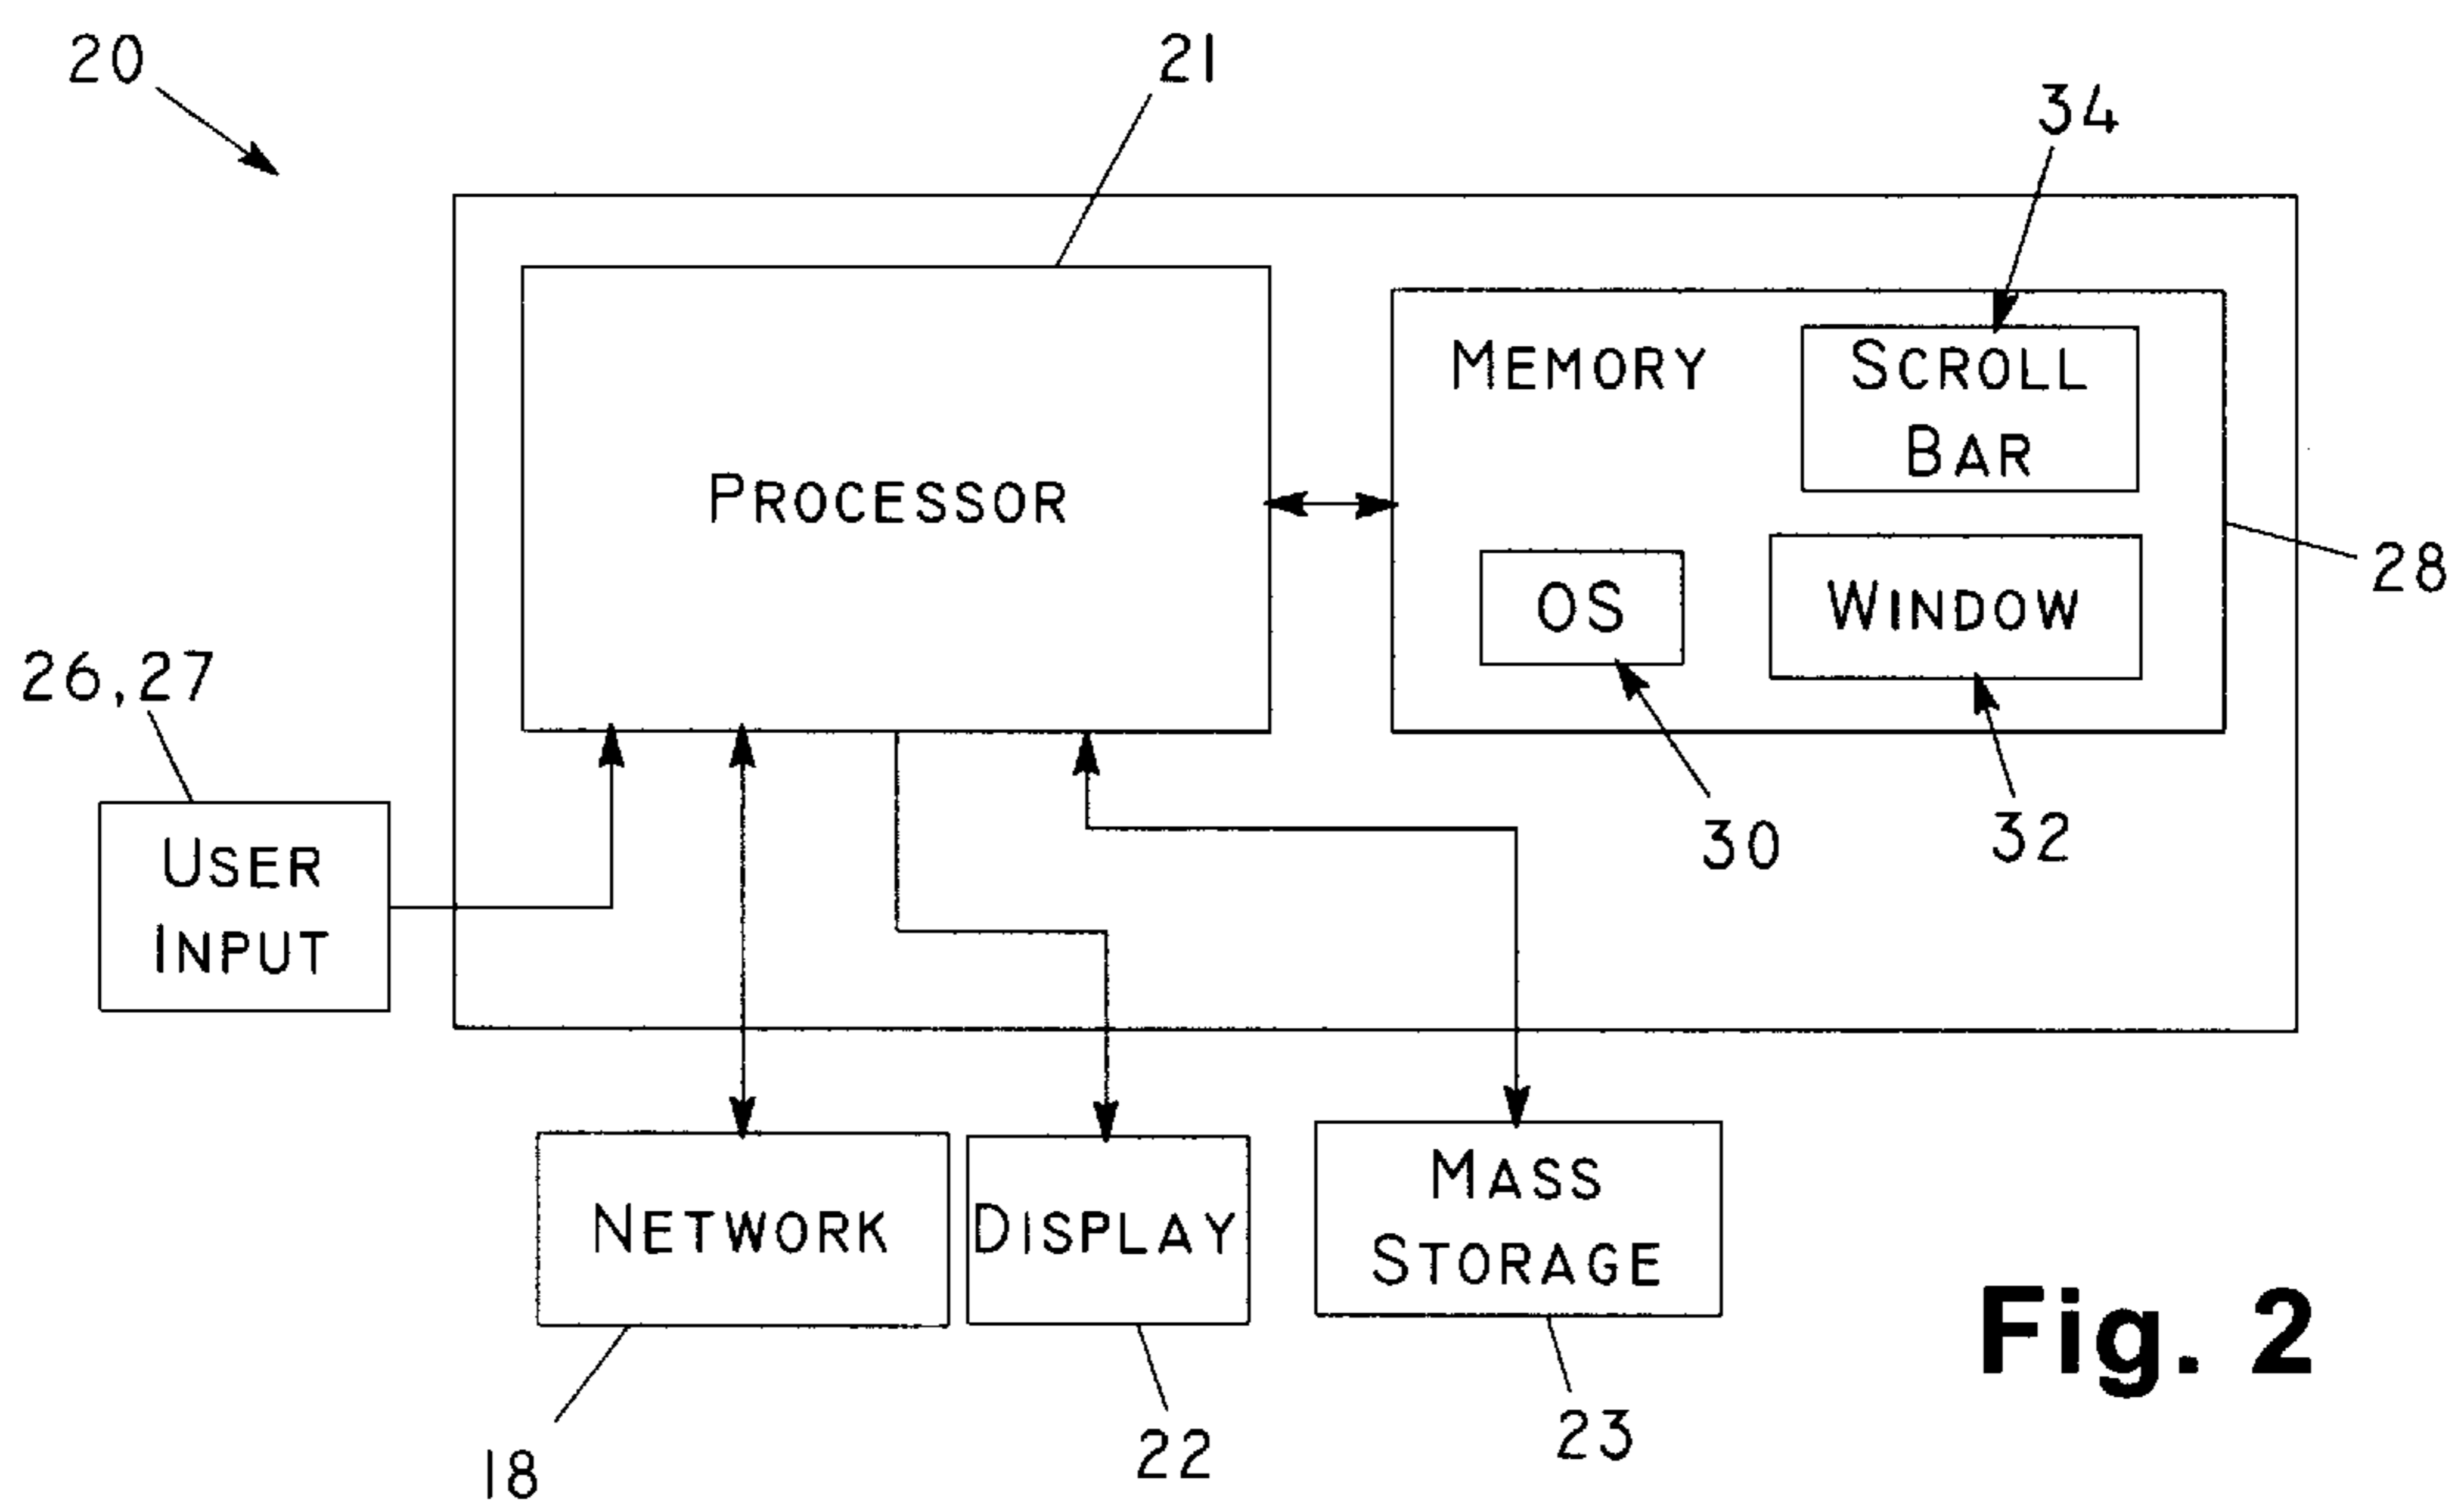 20
21
34
PROCESSOR
MEMORY
SCROLL
BAR
OS
WINDOW
28
26,27
30
32
USER
INPUT
NETWORK
DISPLAY
MASS
STORAGE
18
22
23
Fig. 2